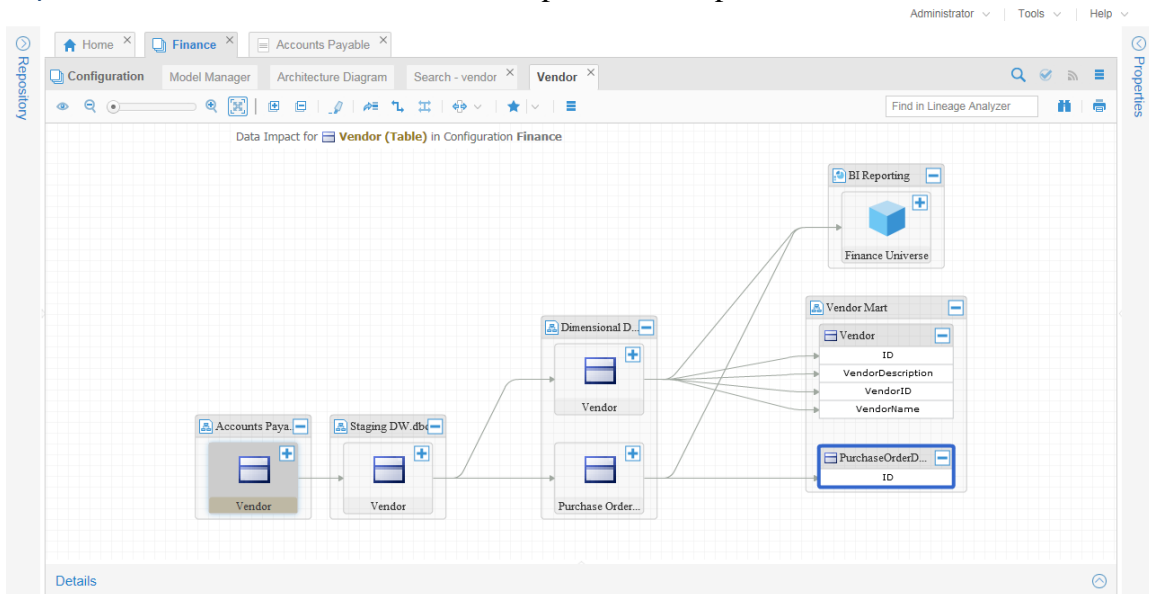 Administrator Tools Help
Repository
Home Finance Accounts Payable
Properties
Configuration Model Manager Architecture Diagram Search - vendor Vendor
Find in Lineage Analyzer
Data Impact for Vendor (Table) in Configuration Finance
BI Reporting
Finance Universe
Vendor Mart
Dimensional D...
Vendor
ID
VendorDescription
VendorID
VendorName
Vendor
Accounts Paya.
Staging DW.dbo
PurchaseOrderD...
ID
Vendor
Vendor
Purchase Order...
Details